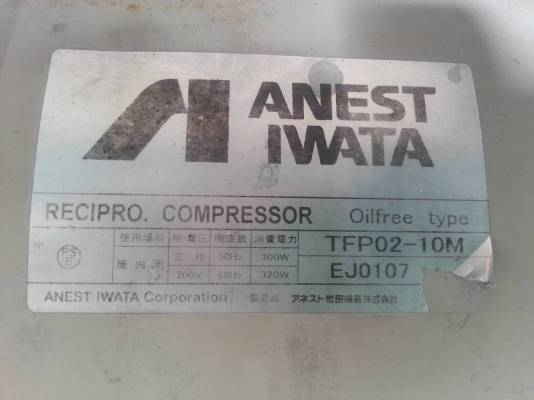 ANEST
IWATA
RECIPRO. COMPRESSOR Oilfree type
使用場所 相・電圧 周波数 消費電力 TFP02-10M
PS E 屋内用 三相 50Hz 300W
200V 60Hz 320W EJ0107
ANEST IWATA Corporation 製造元 アネスト岩田株式会社